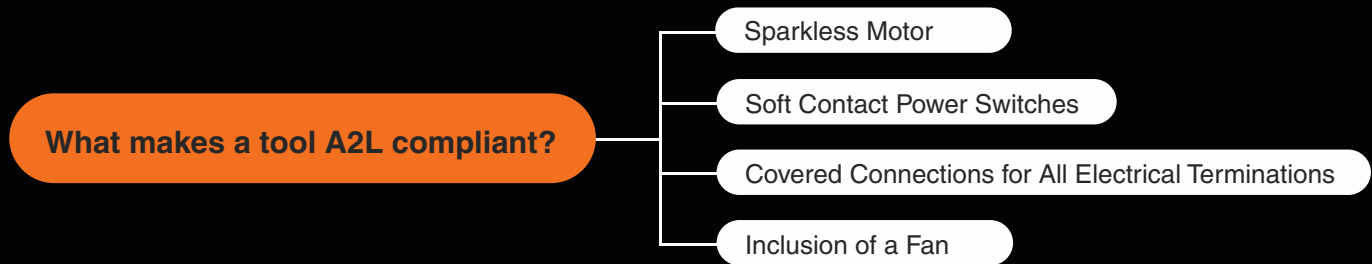 What makes a tool A2L compliant?
Sparkless Motor
Soft Contact Power Switches
Covered Connections for All Electrical Terminations
Inclusion of a Fan